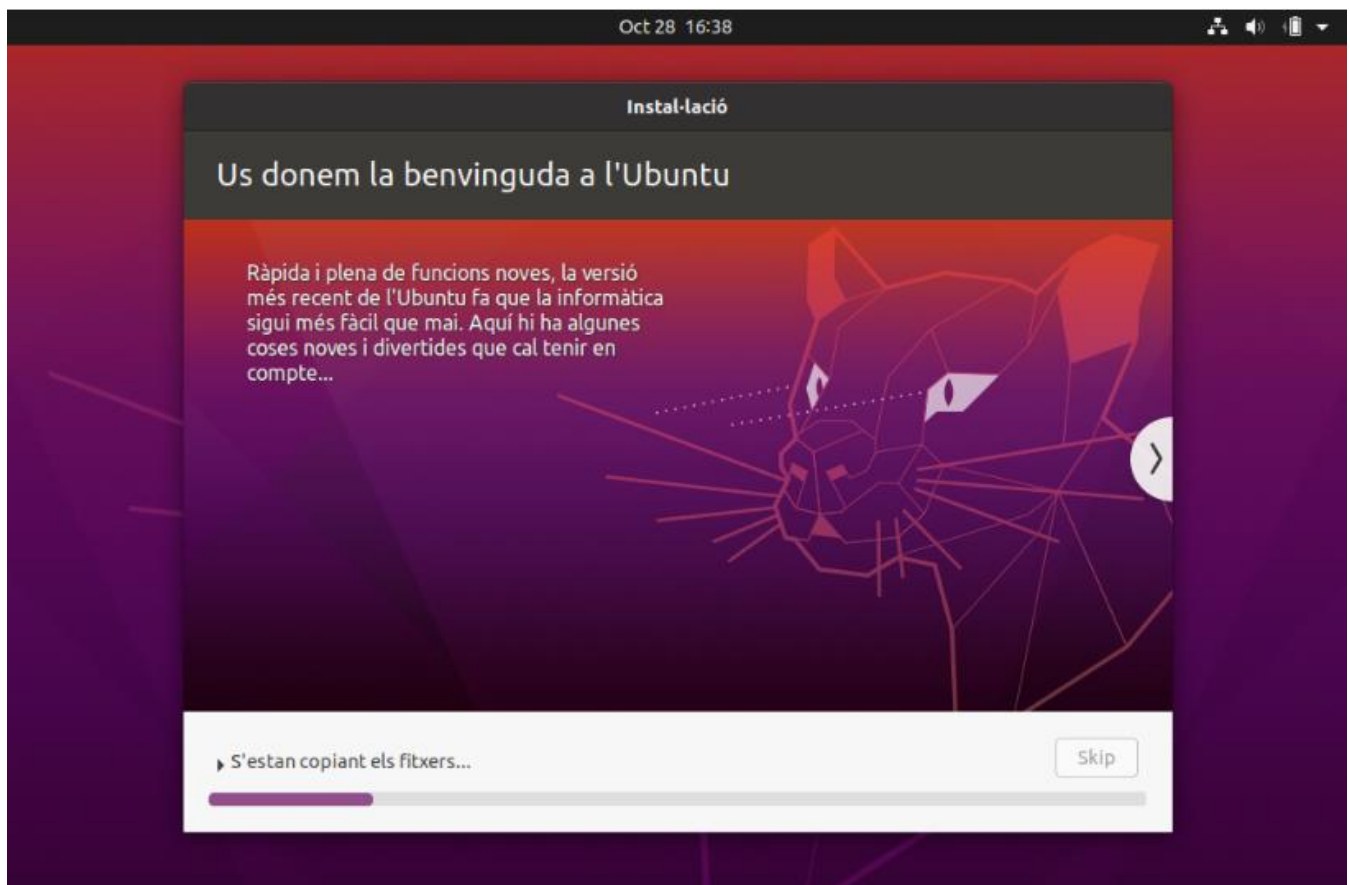 Oct 28 16:38
Instal·lació
Us donem la benvinguda a l'Ubuntu
Ràpida i plena de funcions noves, la versió
més recent de l'Ubuntu fa que la informàtica
sigui més fàcil que mai. Aquí hi ha algunes
coses noves i divertides que cal tenir en
compte...
S'estan copiant els fitxers...
Skip